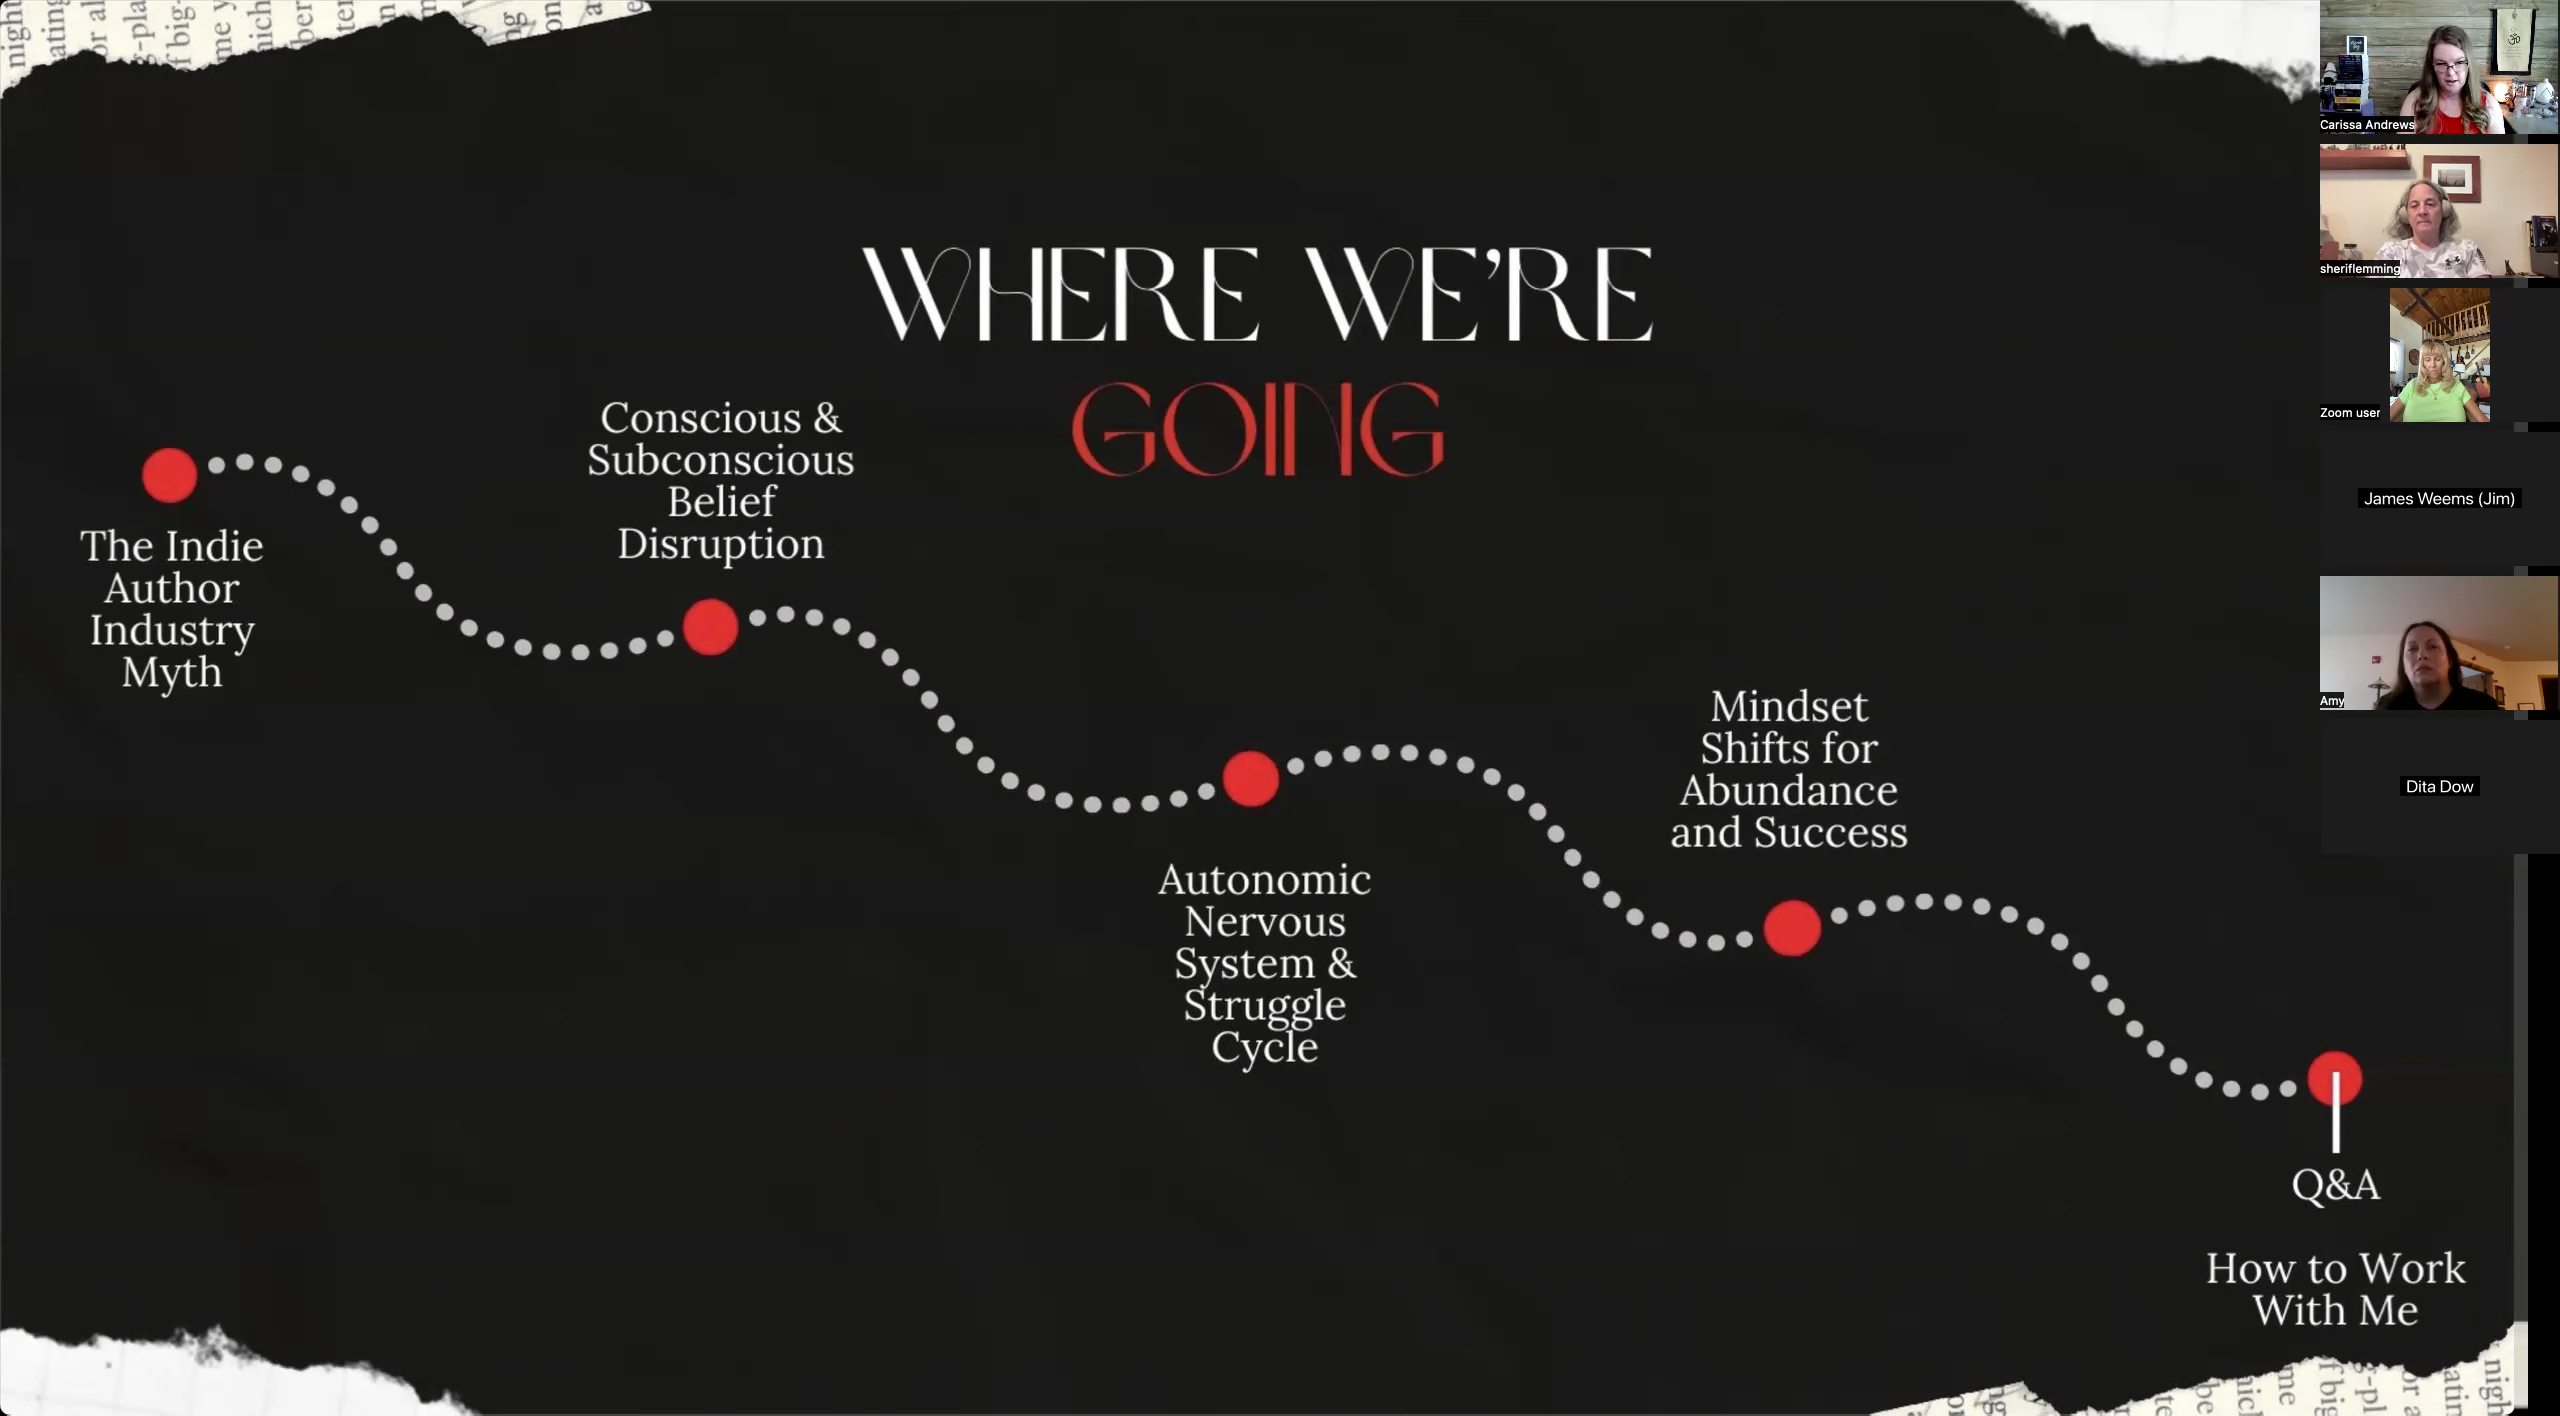 WHERE WE'RE
GOING
The Indie
Author
Industry
Myth
Conscious &
Subconscious
Belief
Disruption
Autonomic
Nervous
System &
Struggle
Cycle
Mindset
Shifts for
Abundance
and Success
Q&A
How to Work
With Me
Carissa Andrews
sheriflemming
Zoom user
James Weems (Jim)
Amy
Dita Dow